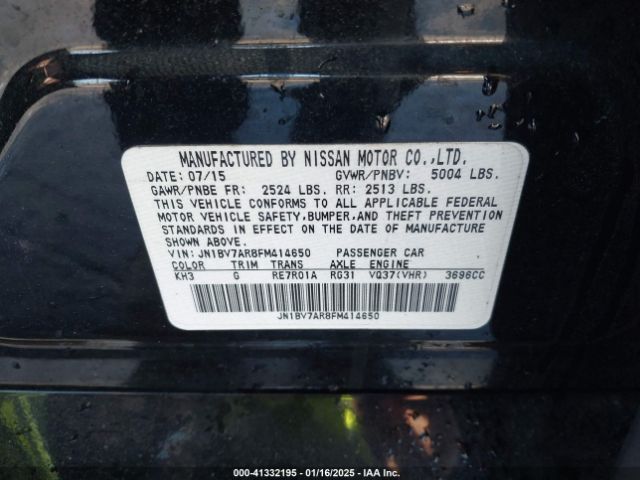 MANUFACTURED BY NISSAN MOTOR CO.,LTD.
DATE: 07/15 GVWR/PNBV: 5004 LBS.
GAWR/PNBE FR: 2524 LBS. RR: 2513 LBS.
THIS VEHICLE CONFORMS TO ALL APPLICABLE FEDERAL
MOTOR VEHICLE SAFETY,BUMPER,AND THEFT PREVENTION
STANDARDS IN EFFECT ON THE DATE OF MANUFACTURE
SHOWN ABOVE.
VIN: JN1BV7AR8FM414650 PASSENGER CAR
COLOR TRIM TRANS AXLE ENGINE
KH3 G RE7R01A RG31 VQ37(VHR) 3696CC
JN1BV7AR8FM414650
000-41332195 - 01/16/2025 - IAA Inc.